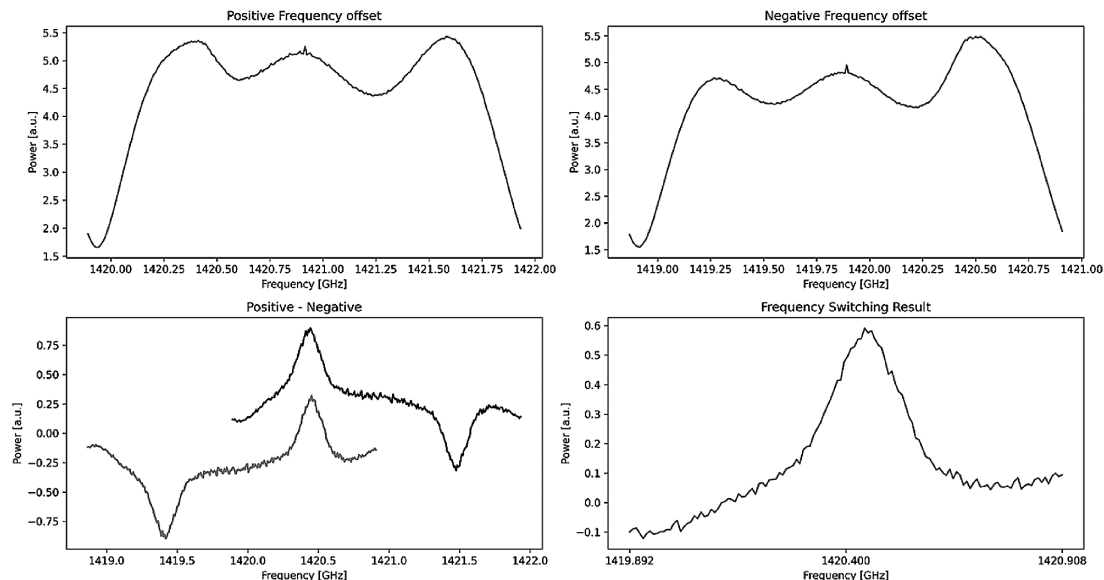 Positive Frequency offset
Power [a.u.]
5.5
5.0
4.5
4.0
3.5
3.0
2.5
2.0
1.5
1420.00 1420.25 1420.50 1420.75 1421.00 1421.25 1421.50 1421.75 1422.00
Frequency [GHz]
Negative Frequency offset
Power [a.u.]
5.5
5.0
4.5
4.0
3.5
3.0
2.5
2.0
1.5
1419.00 1419.25 1419.50 1419.75 1420.00 1420.25 1420.50 1420.75 1421.00
Frequency [GHz]
Positive - Negative
Power [a.u.]
0.75
0.50
0.25
0.00
−0.25
−0.50
−0.75
1419.0 1419.5 1420.0 1420.5 1421.0 1421.5 1422.0
Frequency [GHz]
Frequency Switching Result
Power [a.u.]
0.6
0.5
0.4
0.3
0.2
0.1
0.0
−0.1
1419.892 1420.400 1420.908
Frequency [GHz]